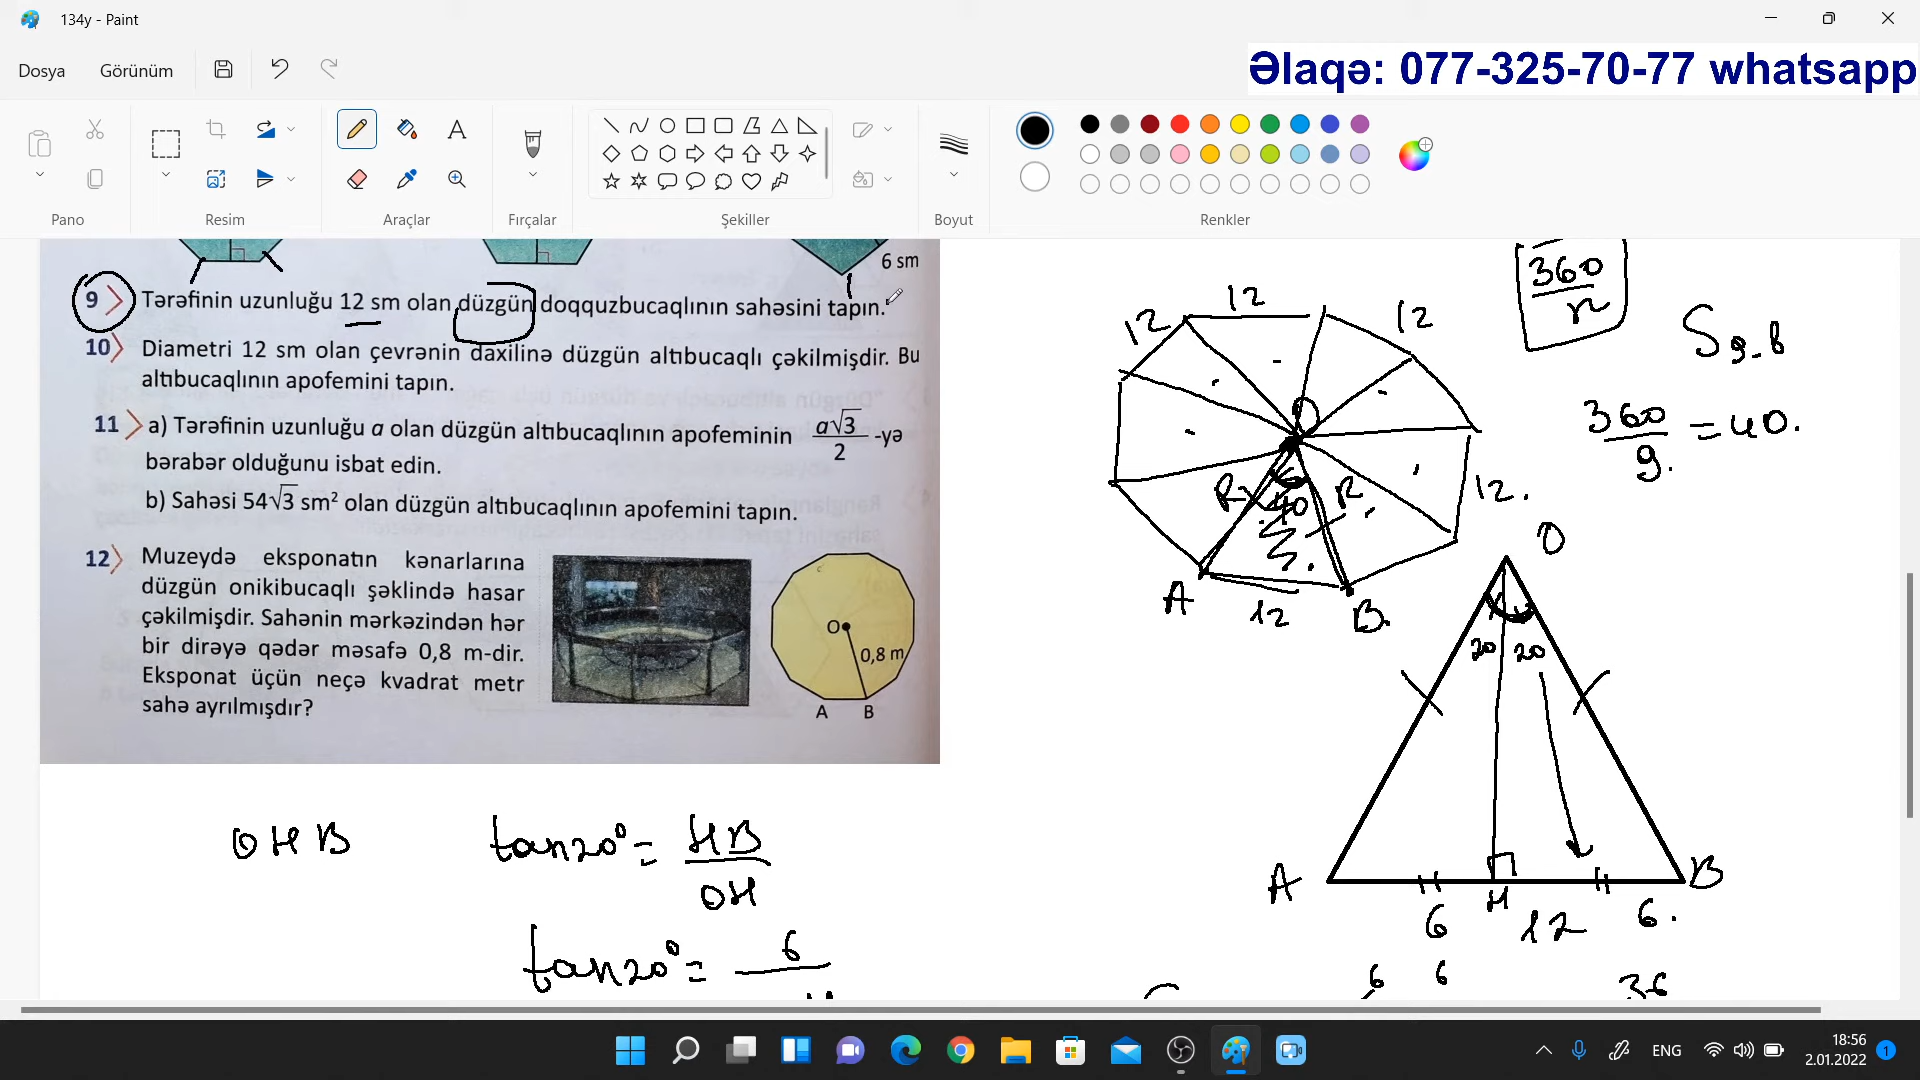 134y - Paint
Dosya
Görünüm
Əlaqə: 077-325-70-77 whatsapp
A
Pano
Resim
Araçlar
Fırçalar
Şekiller
Boyut
Renkler
6 sm
9 Tərəfinin uzunluğu 12 sm olan düzgün doqquzbucaqlının sahəsini tapın.
10 Diametri 12 sm olan çevrənin daxilinə düzgün altıbucaqlı çəkilmişdir. Bu
altıbucaqlının apofemini tapın.
11 a) Tərəfinin uzunluğu a olan düzgün altıbucaqlının apofeminin a√3/2 -yə
bərabər olduğunu isbat edin.
b) Sahəsi 54√3 sm² olan düzgün altıbucaqlının apofemini tapın.
12 Muzeydə eksponatın kənarlarına
düzgün onikibucaqlı şəklində hasar
çəkilmişdir. Sahənin mərkəzindən hər
bir dirəyə qədər məsafə 0,8 m-dir.
Eksponat üçün neçə kvadrat metr
sahə ayrılmışdır?
O
0,8 m
A B
360/n
12 12 12
S9-b
360/9. = 40.
O
R 40 R
12.
A 12 B.
O
20 20
A H B
6 12 6.
OHB tan20° = HB/OH
tan20° = 6
6 6 36
ENG
18:56
2.01.2022
1